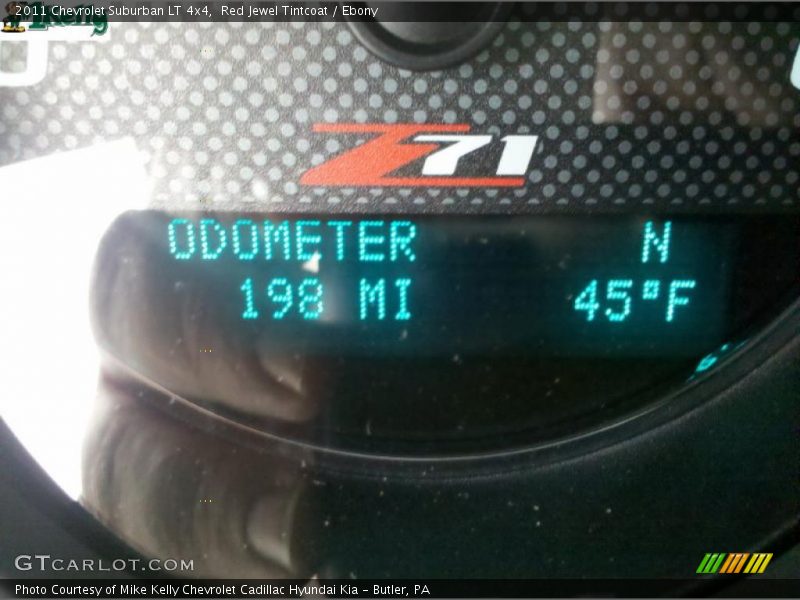 2011 Chevrolet Suburban LT 4x4, Red Jewel Tintcoat / Ebony
Z71
ODOMETER N
198 MI 45°F
GTCARLOT.COM
Photo Courtesy of Mike Kelly Chevrolet Cadillac Hyundai Kia - Butler, PA